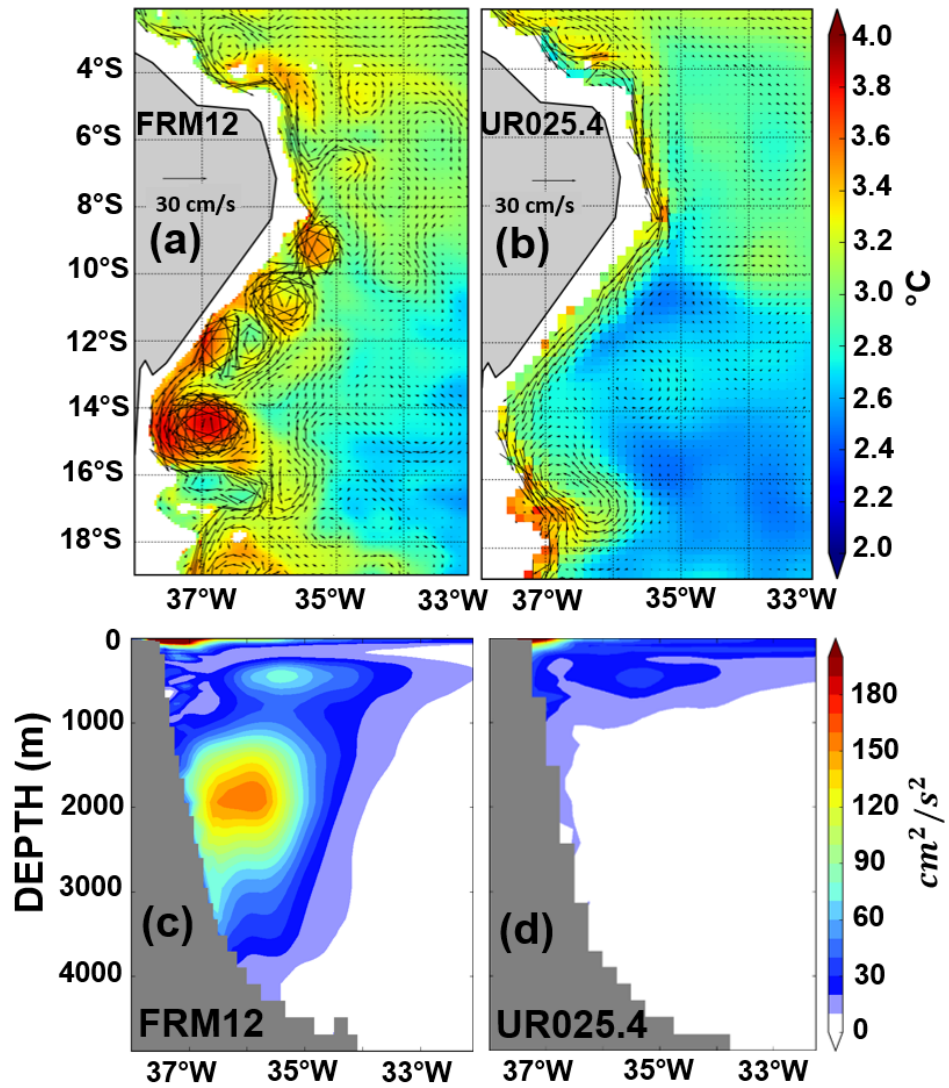 4°S
6°S
8°S
10°S
12°S
14°S
16°S
18°S
FRM12
30 cm/s
(a)
37°W 35°W 33°W
UR025.4
30 cm/s
(b)
37°W 35°W 33°W
4.0
3.8
3.6
3.4
3.2
3.0
2.8
2.6
2.4
2.2
2.0
°C
DEPTH (m)
0
1000
2000
3000
4000
(c)
FRM12
37°W 35°W 33°W
(d)
UR025.4
37°W 35°W 33°W
180
150
120
90
60
30
0
cm²/s²